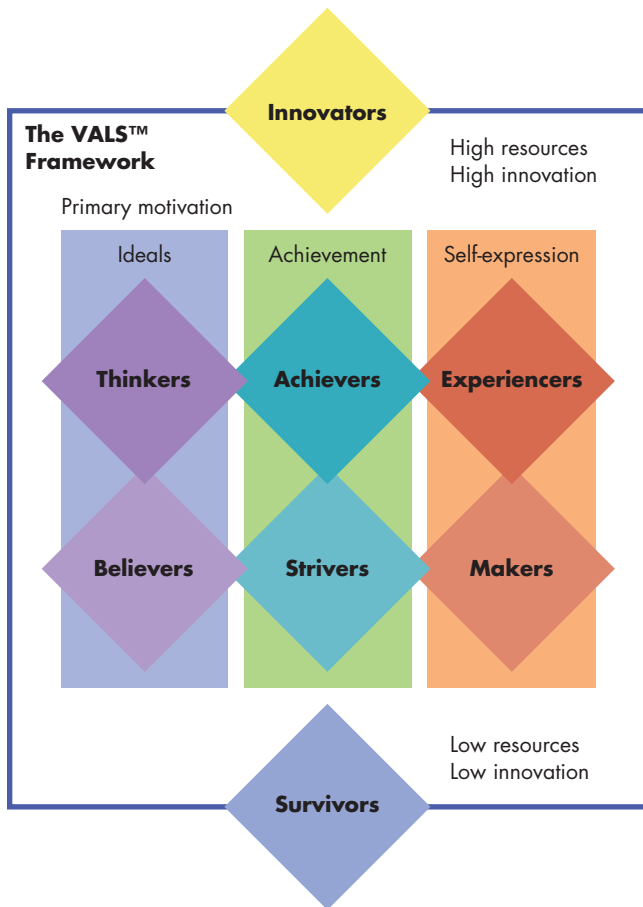 Innovators
The VALS™
Framework
High resources
High innovation
Primary motivation
Ideals
Achievement
Self-expression
Thinkers
Achievers
Experiencers
Believers
Strivers
Makers
Low resources
Low innovation
Survivors